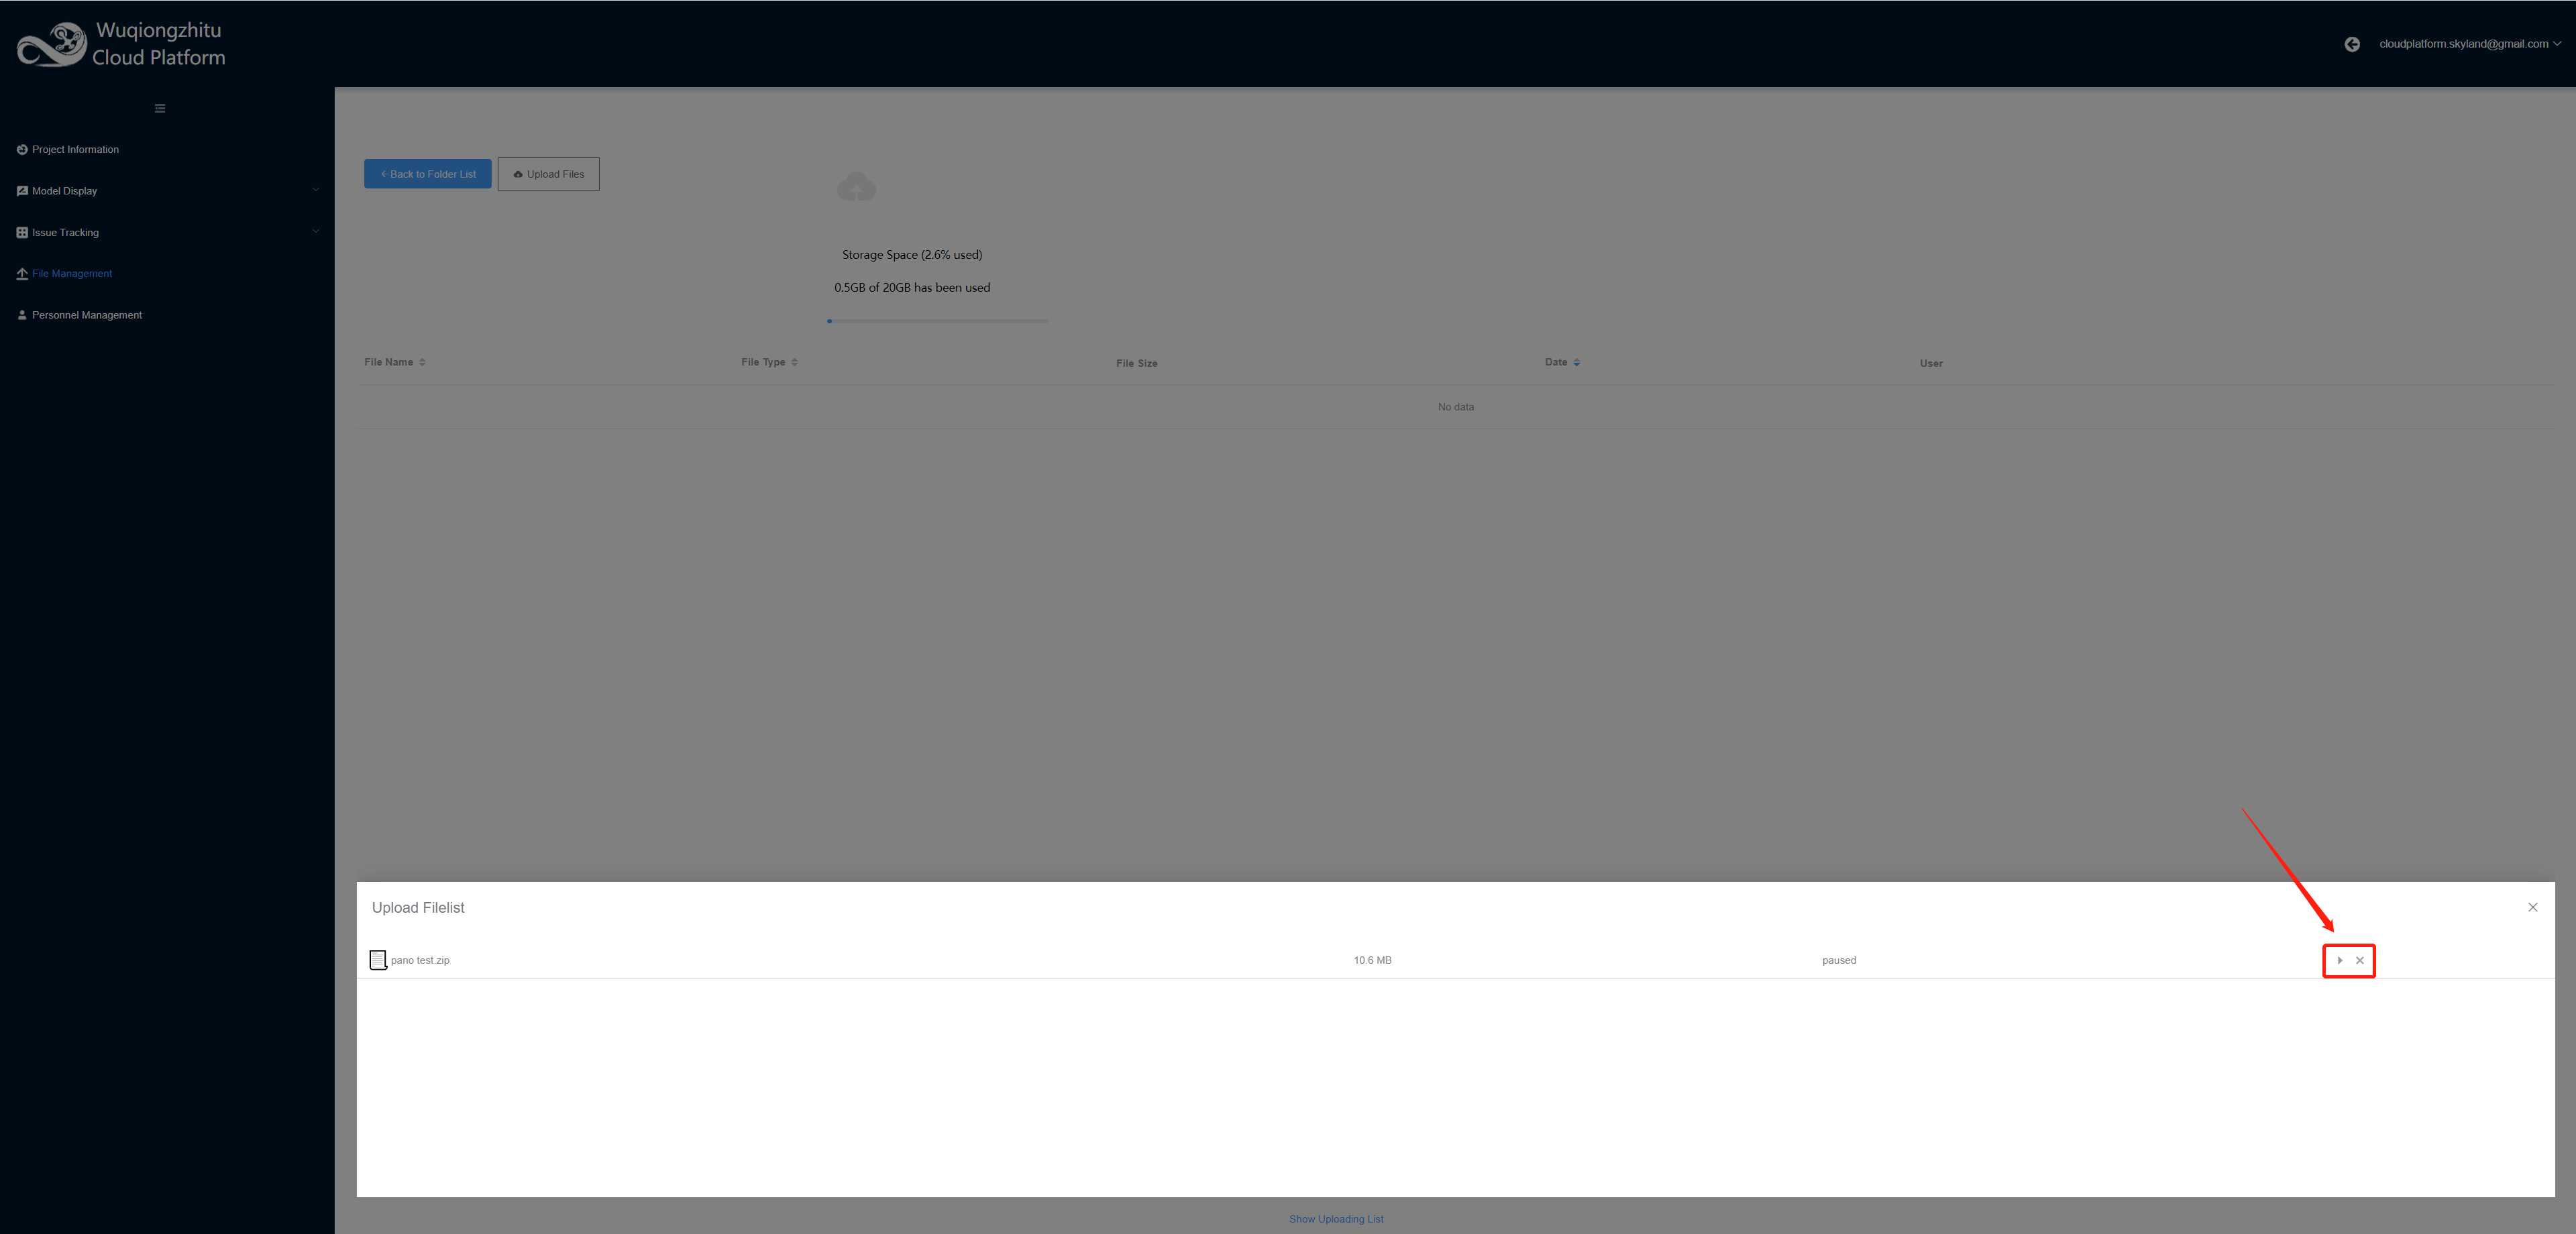 Wuqiongzhitu
Cloud Platform
cloudplatform.skyland@gmail.com
Project Information
Model Display
Issue Tracking
File Management
Personnel Management
Back to Folder List
Upload Files
Storage Space (2.6% used)
0.5GB of 20GB has been used
File Name File Type File Size Date User
No data
Upload Filelist
pano test.zip 10.6 MB paused
Show Uploading List